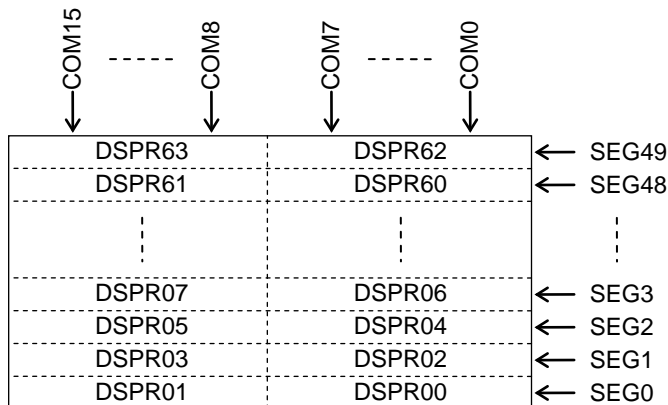 COM15
COM8
COM7
COM0
DSPR63 DSPR62 SEG49
DSPR61 DSPR60 SEG48
DSPR07 DSPR06 SEG3
DSPR05 DSPR04 SEG2
DSPR03 DSPR02 SEG1
DSPR01 DSPR00 SEG0